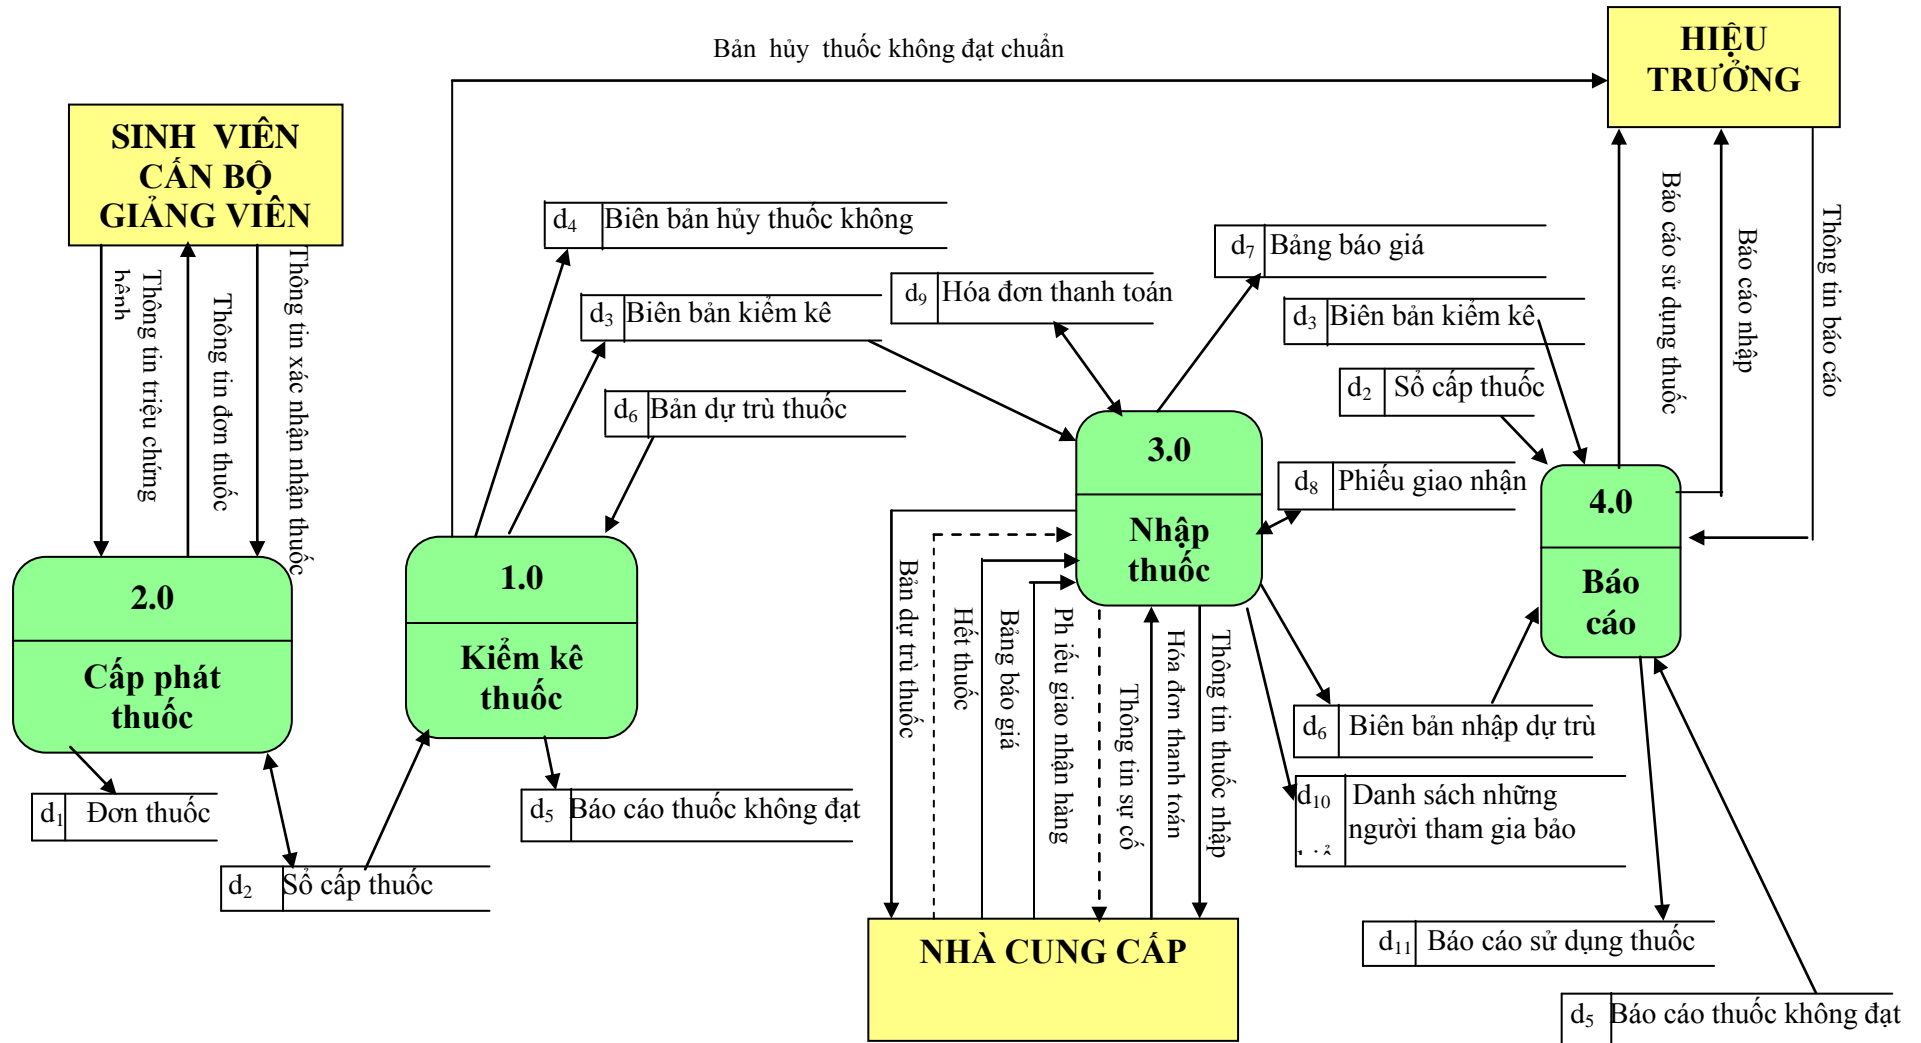 Bản hủy thuốc không đạt chuẩn
HIỆU
TRƯỞNG
SINH VIÊN
CẤN BỘ
GIẢNG VIÊN
d4 Biên bản hủy thuốc không
d7 Bảng báo giá
d9 Hóa đơn thanh toán
d3 Biên bản kiểm kê
d3 Biên bản kiểm kê
d2 Sổ cấp thuốc
d6 Bản dự trù thuốc
Thông tin triệu chứng
bệnh
Thông tin đơn thuốc
Thông tin xác nhận nhận thuốc
Báo cáo sử dụng thuốc
Báo cáo nhập
Thông tin báo cáo
3.0
Nhập
thuốc
d8 Phiếu giao nhận
4.0
Báo
cáo
2.0
Cấp phát
thuốc
1.0
Kiểm kê
thuốc
Bản dự trù thuốc
Hết thuốc
Bảng báo giá
Ph iếu giao nhận hàng
Thông tin sự cố
Hóa đơn thanh toán
Thông tin thuốc nhập
d6 Biên bản nhập dự trù
d10 Danh sách những
người tham gia bảo
d1 Đơn thuốc
d5 Báo cáo thuốc không đạt
d2 Sổ cấp thuốc
NHÀ CUNG CẤP
d11 Báo cáo sử dụng thuốc
d5 Báo cáo thuốc không đạt